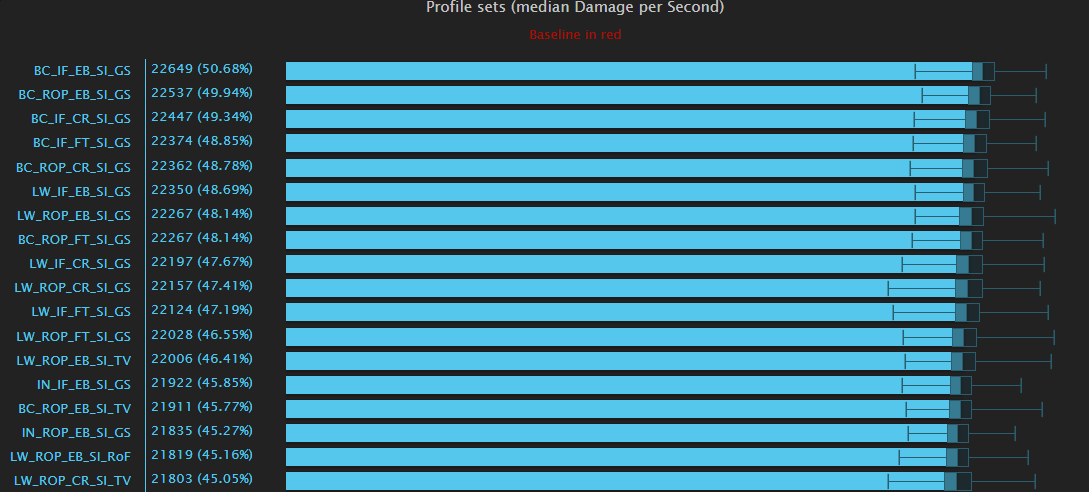 Profile sets (median Damage per Second)
Baseline in red
BC_IF_EB_SI_GS 22649 (50.68%)
BC_ROP_EB_SI_GS 22537 (49.94%)
BC_IF_CR_SI_GS 22447 (49.34%)
BC_IF_FT_SI_GS 22374 (48.85%)
BC_ROP_CR_SI_GS 22362 (48.78%)
LW_IF_EB_SI_GS 22350 (48.69%)
LW_ROP_EB_SI_GS 22267 (48.14%)
BC_ROP_FT_SI_GS 22267 (48.14%)
LW_IF_CR_SI_GS 22197 (47.67%)
LW_ROP_CR_SI_GS 22157 (47.41%)
LW_IF_FT_SI_GS 22124 (47.19%)
LW_ROP_FT_SI_GS 22028 (46.55%)
LW_ROP_EB_SI_TV 22006 (46.41%)
IN_IF_EB_SI_GS 21922 (45.85%)
BC_ROP_EB_SI_TV 21911 (45.77%)
IN_ROP_EB_SI_GS 21835 (45.27%)
LW_ROP_EB_SI_RoF 21819 (45.16%)
LW_ROP_CR_SI_TV 21803 (45.05%)